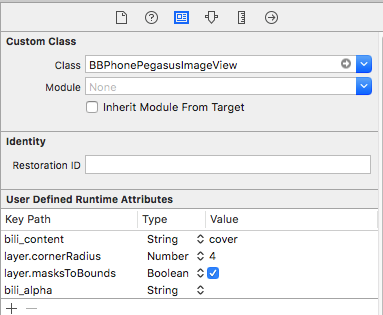 Custom Class
Class BBPhonePegasusImageView
Module None
Inherit Module From Target
Identity
Restoration ID
User Defined Runtime Attributes
Key Path Type Value
bili_content String cover
layer.cornerRadius Number 4
layer.masksToBounds Boolean
bili_alpha String